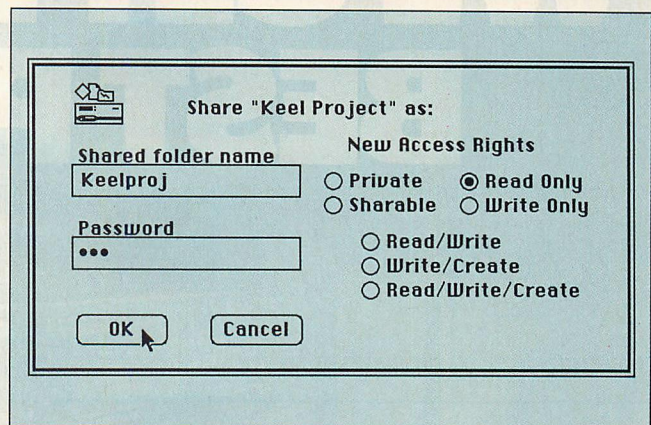 Share "Keel Project" as:
Shared folder name
Keelproj
Password
•••
New Access Rights
Private
Read Only
Sharable
Write Only
Read/Write
Write/Create
Read/Write/Create
OK
Cancel